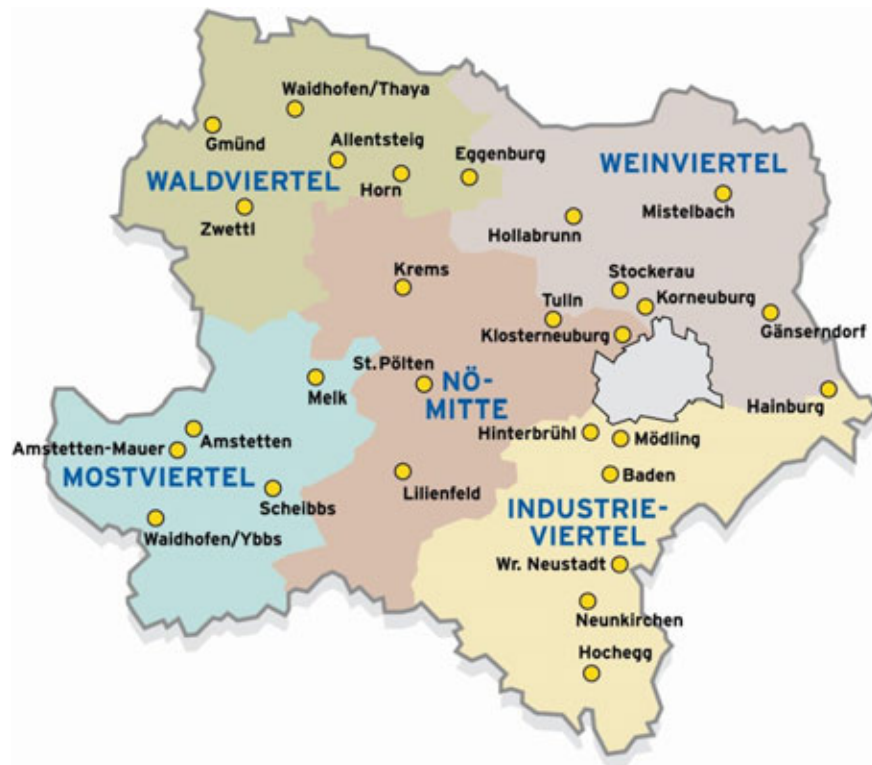 Waidhofen/Thaya
Gmünd
Allentsteig
Eggenburg
WEINVIERTEL
WALDVIERTEL
Horn
Mistelbach
Zwettl
Hollabrunn
Krems
Stockerau
Tulln
Korneuburg
Klosterneuburg
Gänserndorf
St. Pölten
NÖ-
MITTE
Melk
Hainburg
Hinterbrühl
Mödling
Amstetten
Amstetten-Mauer
MOSTVIERTEL
Baden
Lilienfeld
Scheibbs
INDUSTRIE-
VIERTEL
Waidhofen/Ybbs
Wr. Neustadt
Neunkirchen
Hochegg